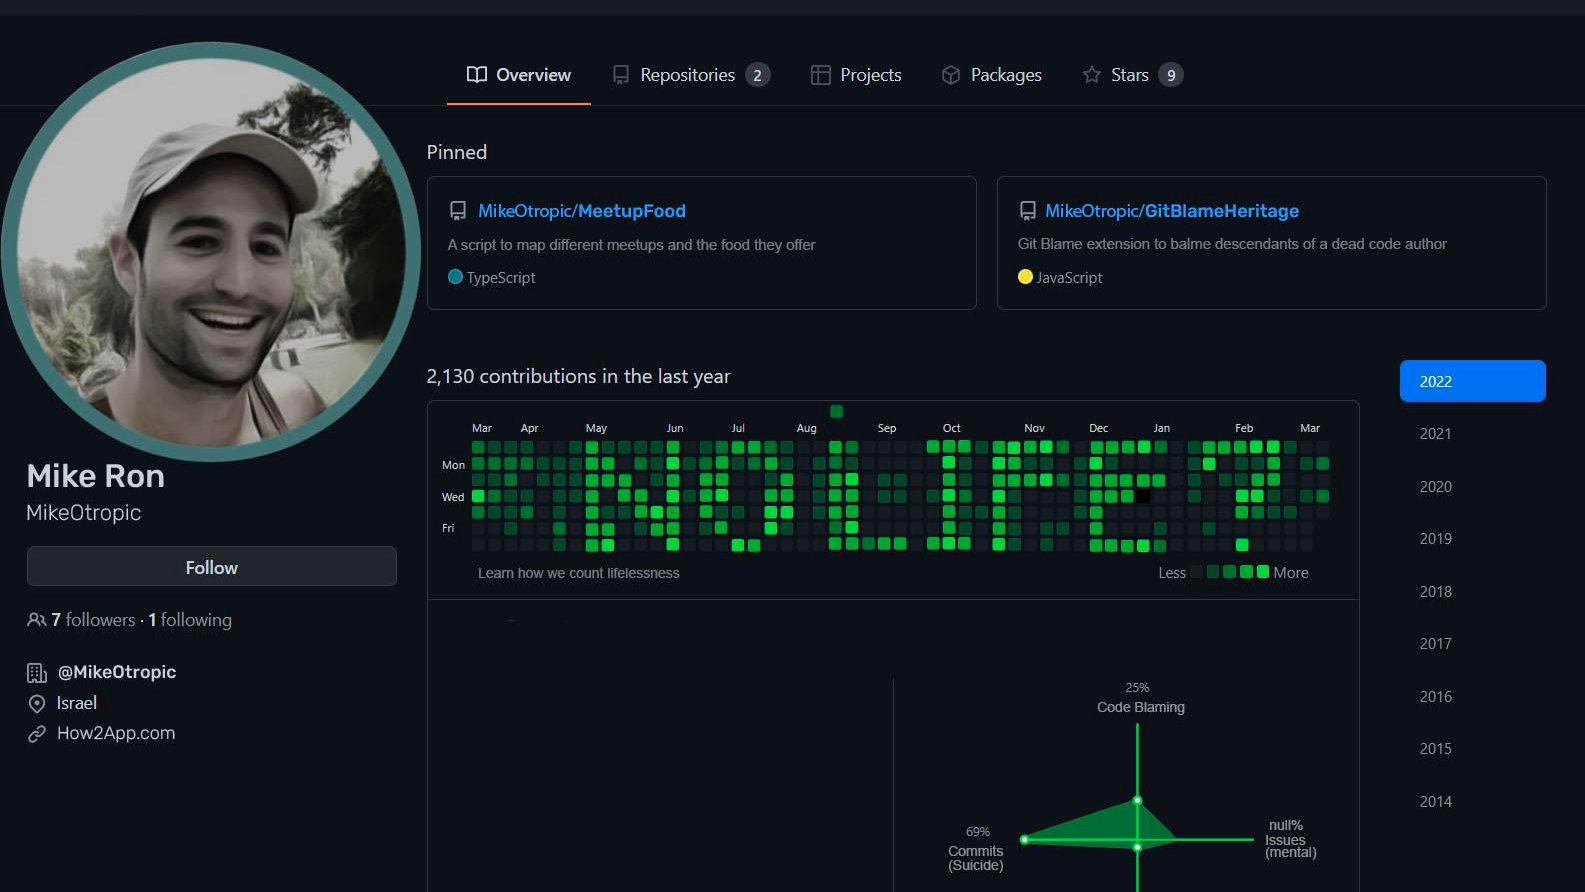 Overview
Repositories 2
Projects
Packages
Stars 9
Pinned
MikeOtropic/MeetupFood
A script to map different meetups and the food they offer
TypeScript
MikeOtropic/GitBlameHeritage
Git Blame extension to balme descendants of a dead code author
JavaScript
Mike Ron
MikeOtropic
Follow
7 followers · 1 following
@MikeOtropic
Israel
How2App.com
2,130 contributions in the last year
Mar Apr May Jun Jul Aug Sep Oct Nov Dec Jan Feb Mar
Mon
Wed
Fri
NO LIFE?
Learn how we count lifelessness
Less More
2022
2021
2020
2019
2018
2017
2016
2015
2014
25%
Code Blaming
69%
Commits
(Suicide)
null%
Issues
(mental)